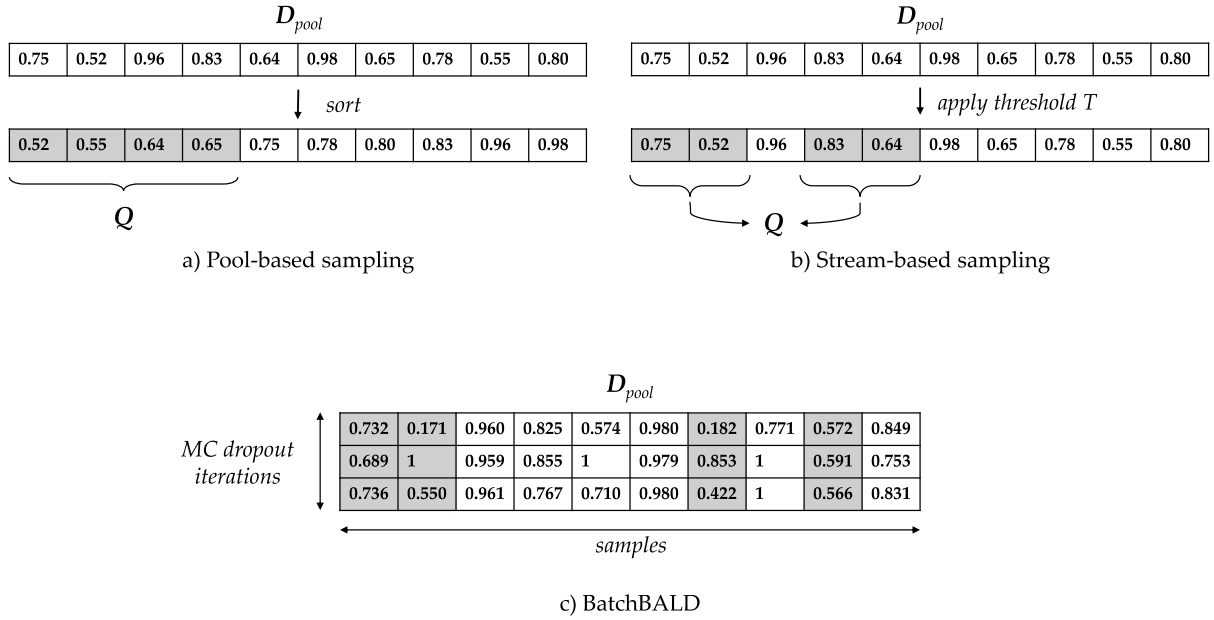 D_pool
0.75 0.52 0.96 0.83 0.64 0.98 0.65 0.78 0.55 0.80
sort
0.52 0.55 0.64 0.65 0.75 0.78 0.80 0.83 0.96 0.98
Q
a) Pool-based sampling
D_pool
0.75 0.52 0.96 0.83 0.64 0.98 0.65 0.78 0.55 0.80
apply threshold T
0.75 0.52 0.96 0.83 0.64 0.98 0.65 0.78 0.55 0.80
Q
b) Stream-based sampling
D_pool
MC dropout
iterations
0.732 0.171 0.960 0.825 0.574 0.980 0.182 0.771 0.572 0.849
0.689 1 0.959 0.855 1 0.979 0.853 1 0.591 0.753
0.736 0.550 0.961 0.767 0.710 0.980 0.422 1 0.566 0.831
samples
c) BatchBALD